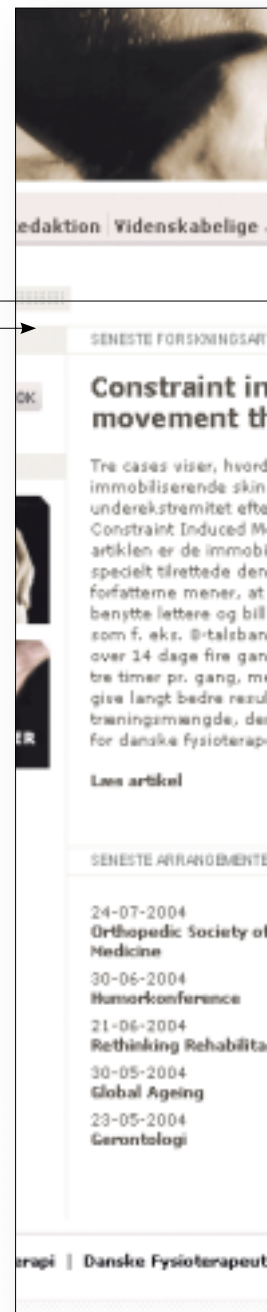 edaktion Videnskabelige
OK
SENESTE FORSKNINGSART
Constraint in
movement th
Tre cases viser, hvord
immobiliserende skin
underekstremitet efte
Constraint Induced M
artiklen er de immobi
specielt tilrettede den
forfatterne mener, at
benytte lettere og bill
som f. eks. 8-talsban
over 14 dage fire gan
tre timer pr. gang, me
give langt bedre resul
træningsmængde, der
for danske fysioterap
Læs artikel
ER
SENESTE ARRANGEMENTE
24-07-2004
Orthopedic Society of
Medicine
30-06-2004
Humorkonference
21-06-2004
Rethinking Rehabilita
30-05-2004
Global Ageing
23-05-2004
Gerontologi
erapi | Danske Fysioterapeut